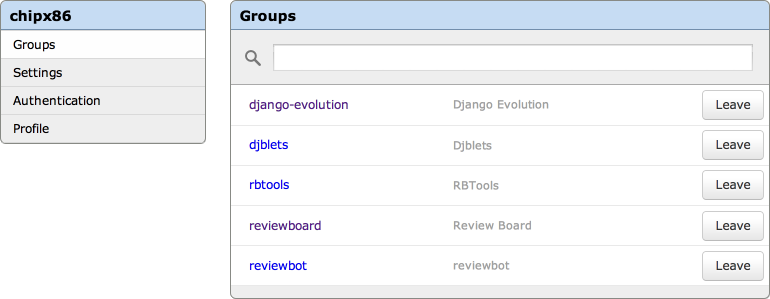 chipx86
Groups
Settings
Authentication
Profile
Groups
django-evolution Django Evolution Leave
djblets Djblets Leave
rbtools RBTools Leave
reviewboard Review Board Leave
reviewbot reviewbot Leave